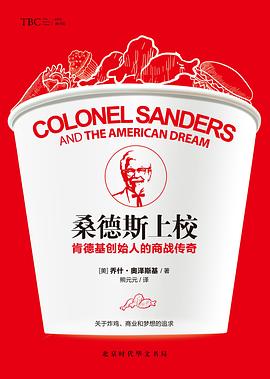 TBC
COLONEL SANDERS
AND THE AMERICAN DREAM
桑德斯上校
肯德基创始人的商战传奇
[美] 乔什·奥泽斯基 / 著
熊元元 / 译
关于炸鸡、商业和梦想的追求
北京时代华文书局